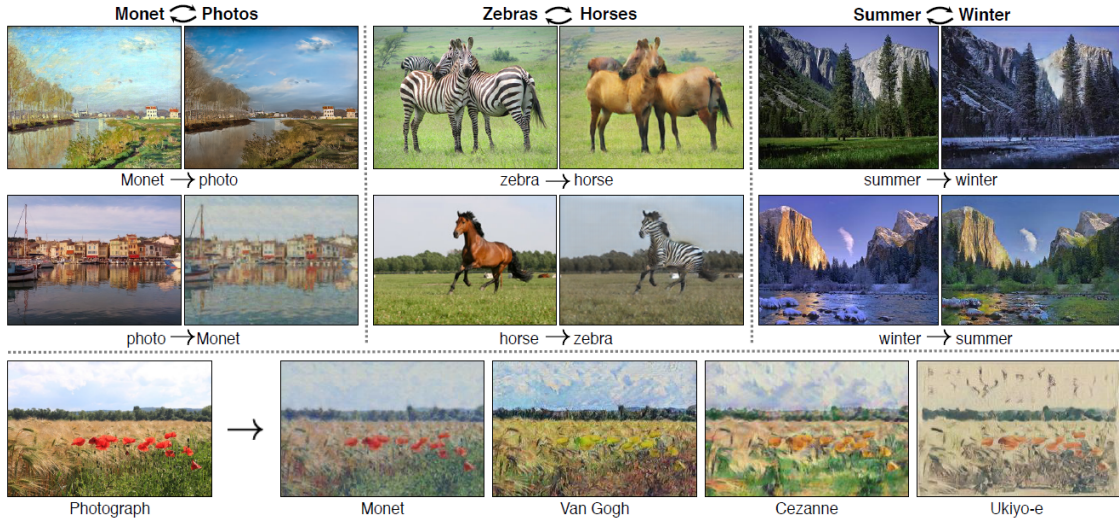 Monet Photos
Zebras Horses
Summer Winter
Monet → photo
zebra → horse
summer → winter
photo → Monet
horse → zebra
winter → summer
Photograph
Monet
Van Gogh
Cezanne
Ukiyo-e